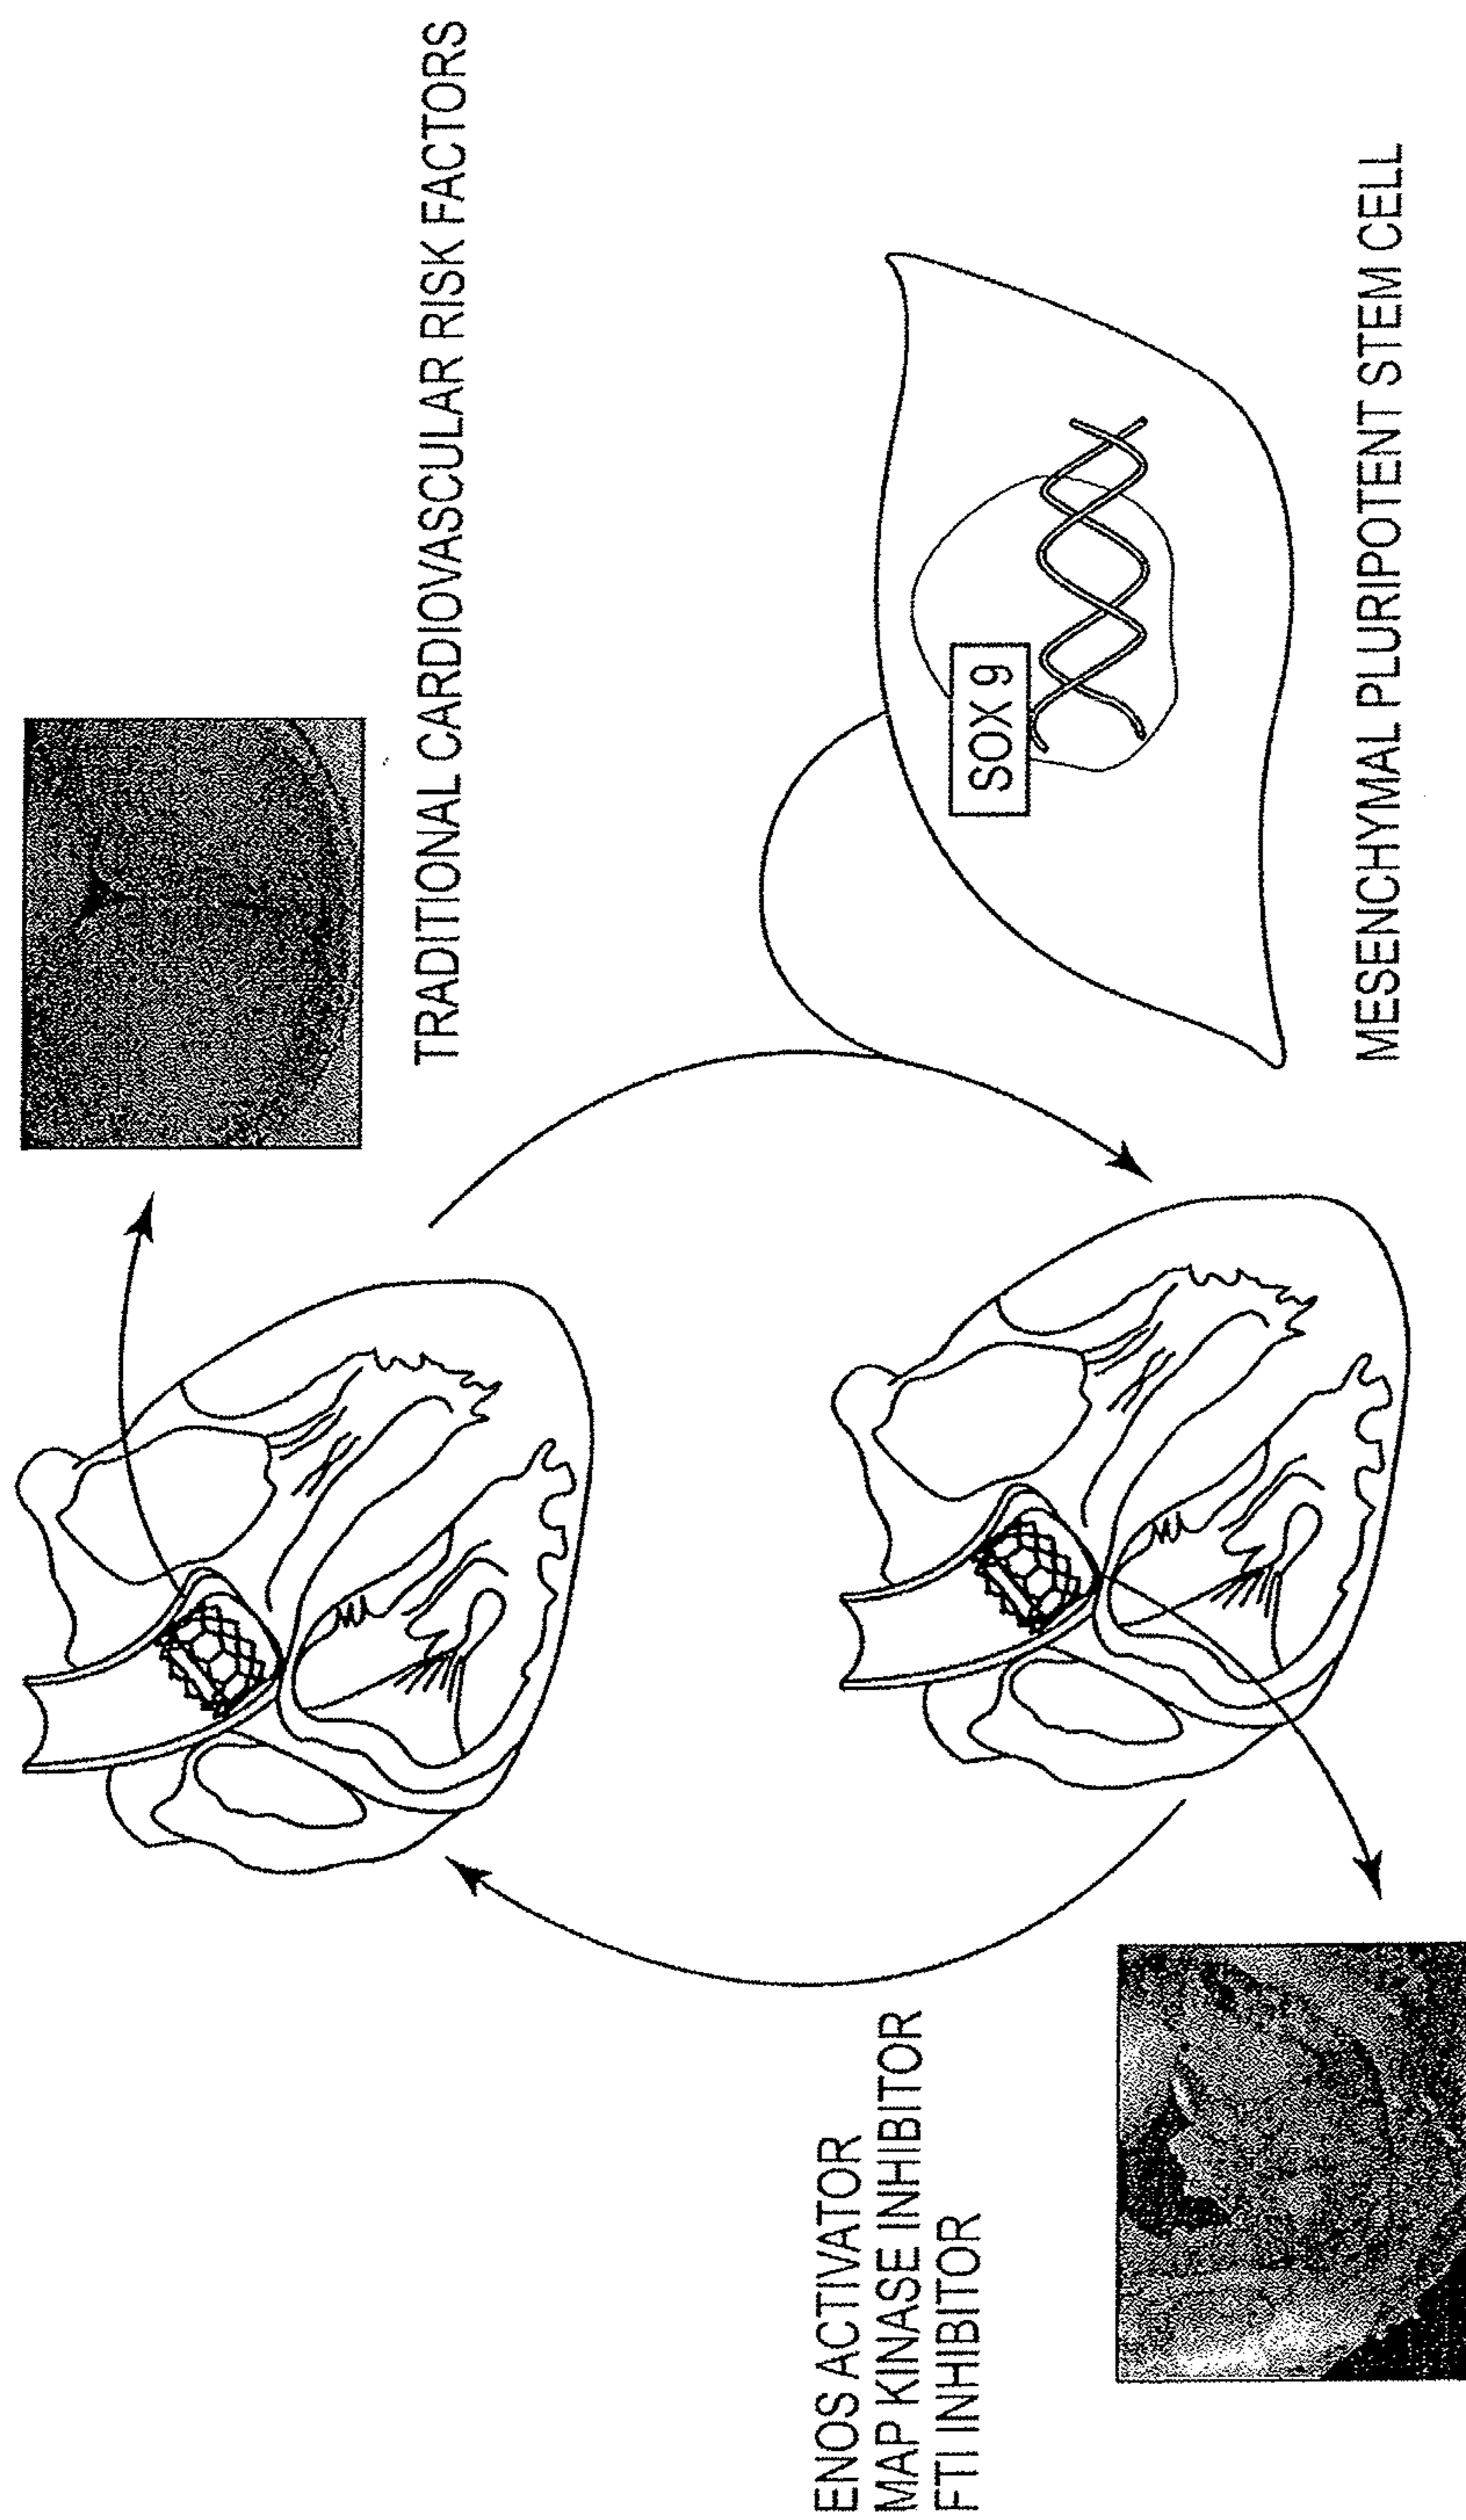 TRADITIONAL CARDIOVASCULAR RISK FACTORS
SOX 9
MESENCHYMAL PLURIPOTENT STEM CELL
ENOS ACTIVATOR
MAP KINASE INHIBITOR
FTI INHIBITOR